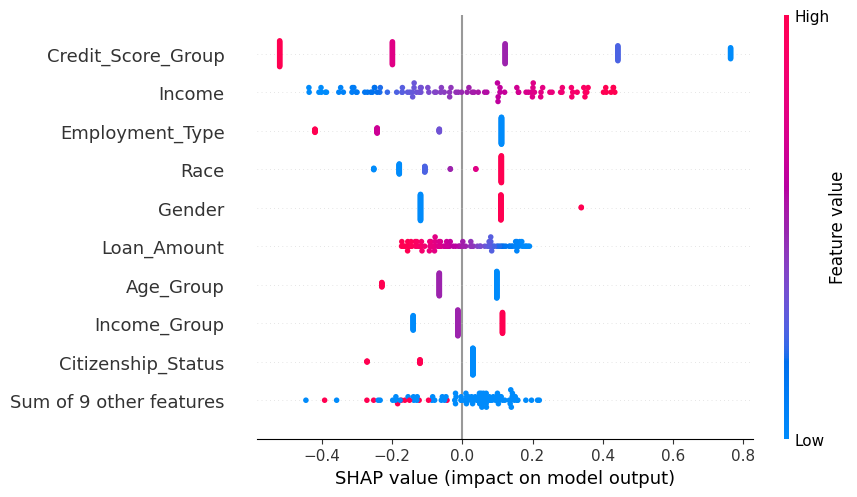 High
Credit_Score_Group
Income
Employment_Type
Race
Gender
Loan_Amount
Age_Group
Income_Group
Citizenship_Status
Sum of 9 other features
Feature value
Low
−0.4 −0.2 0.0 0.2 0.4 0.6 0.8
SHAP value (impact on model output)